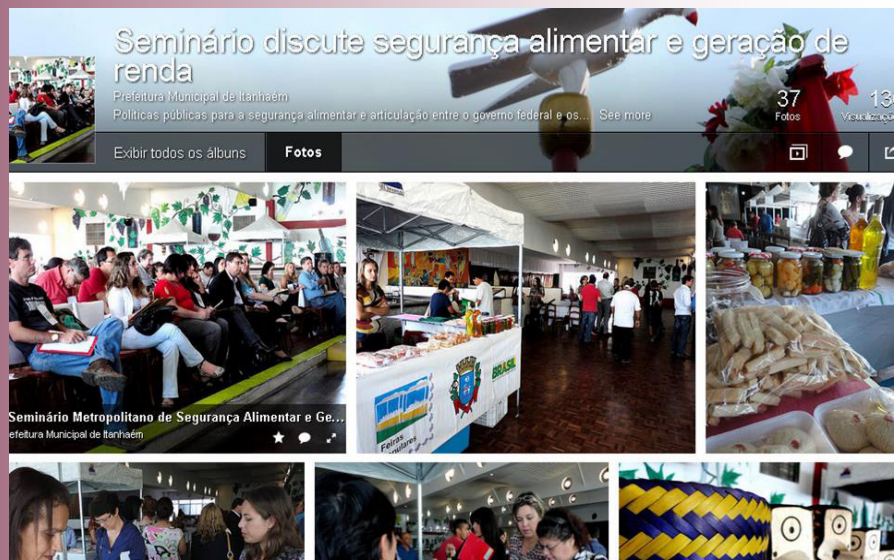 Seminário discute segurança alimentar e geração de
renda
Prefeitura Municipal de Itanhaém
Políticas públicas para a segurança alimentar e articulação entre o governo federal e os... See more
37
Fotos
Exibir todos os álbuns
Fotos
BRASIL
Feiras
Seminário Metropolitano de Segurança Alimentar e Ge...
efeitura Municipal de Itanhaém